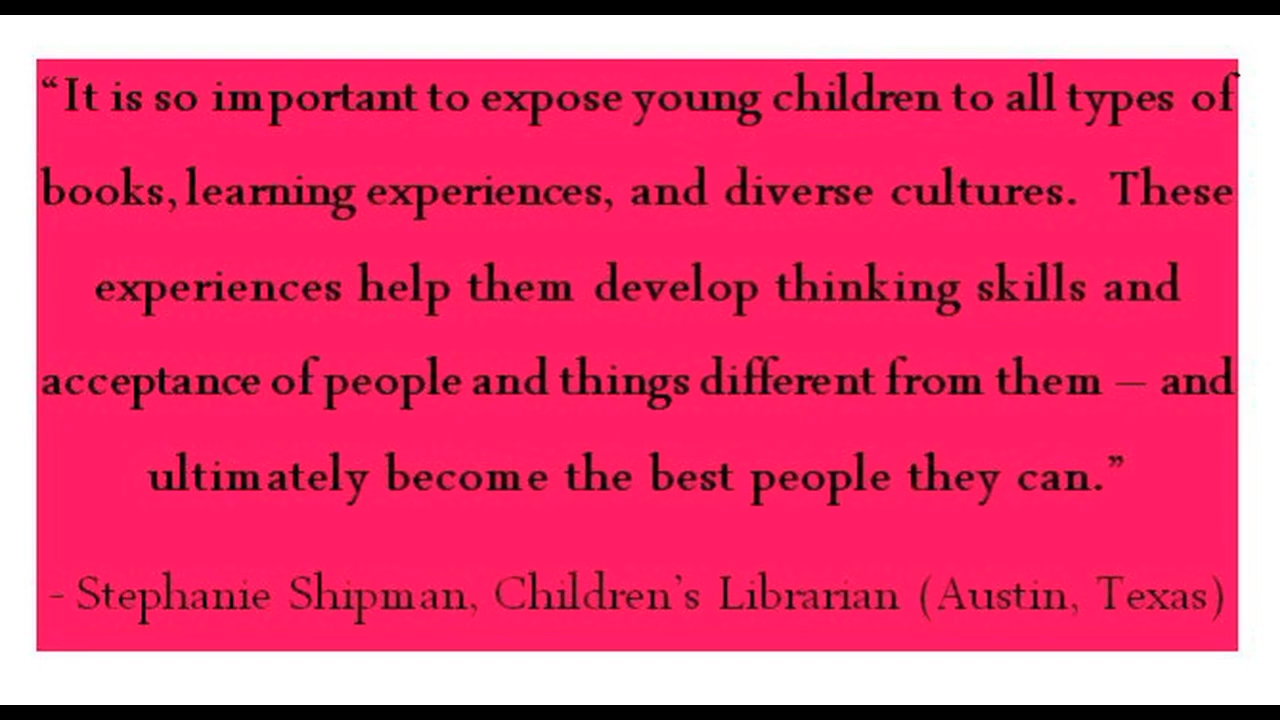 “It is so important to expose young children to all types of
books, learning experiences, and diverse cultures.  These
experiences help them develop thinking skills and
acceptance of people and things different from them – and
ultimately become the best people they can.”
- Stephanie Shipman, Children’s Librarian (Austin, Texas)